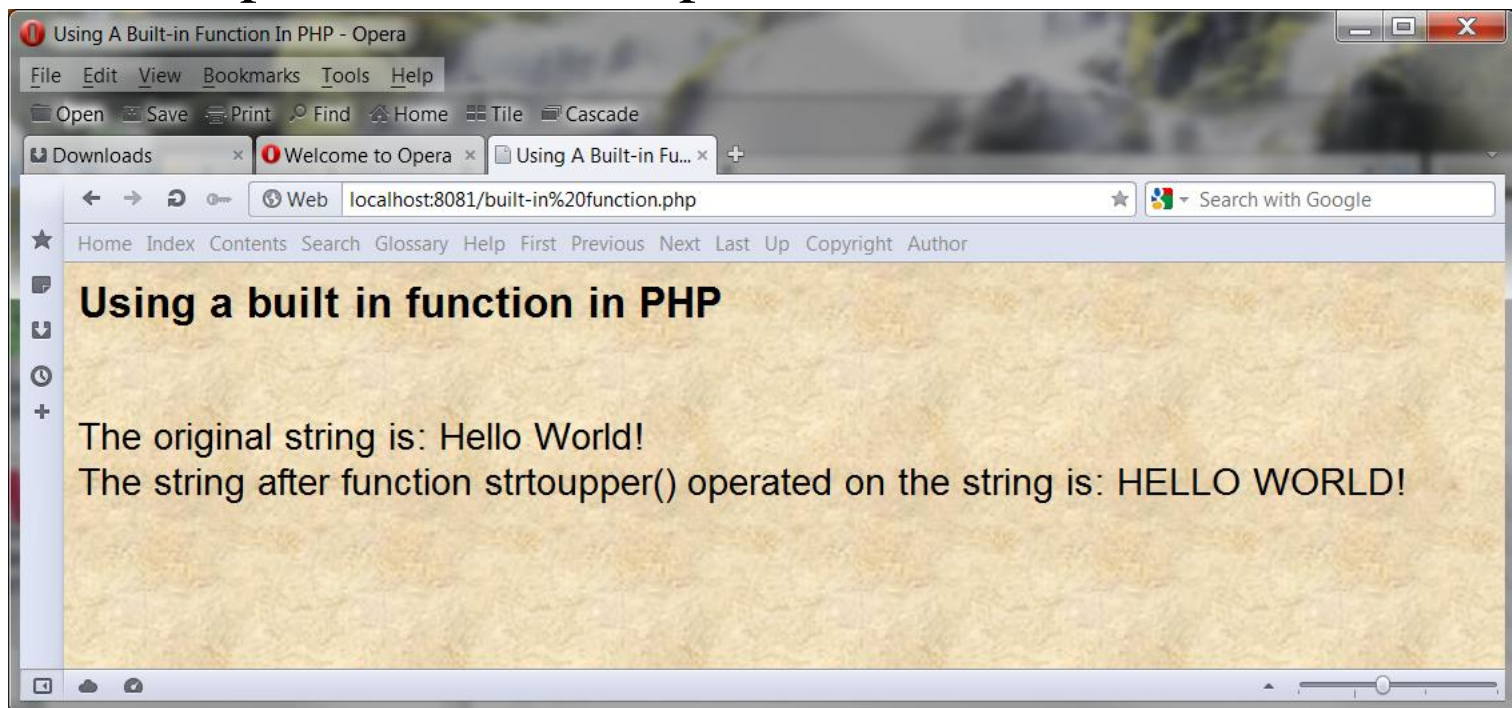 Using A Built-in Function In PHP - Opera
File Edit View Bookmarks Tools Help
Open Save Print Find Home Tile Cascade
Downloads × Welcome to Opera × Using A Built-in Fu... ×
Web localhost:8081/built-in%20function.php Search with Google
Home Index Contents Search Glossary Help First Previous Next Last Up Copyright Author
Using a built in function in PHP
The original string is: Hello World!
The string after function strtoupper() operated on the string is: HELLO WORLD!